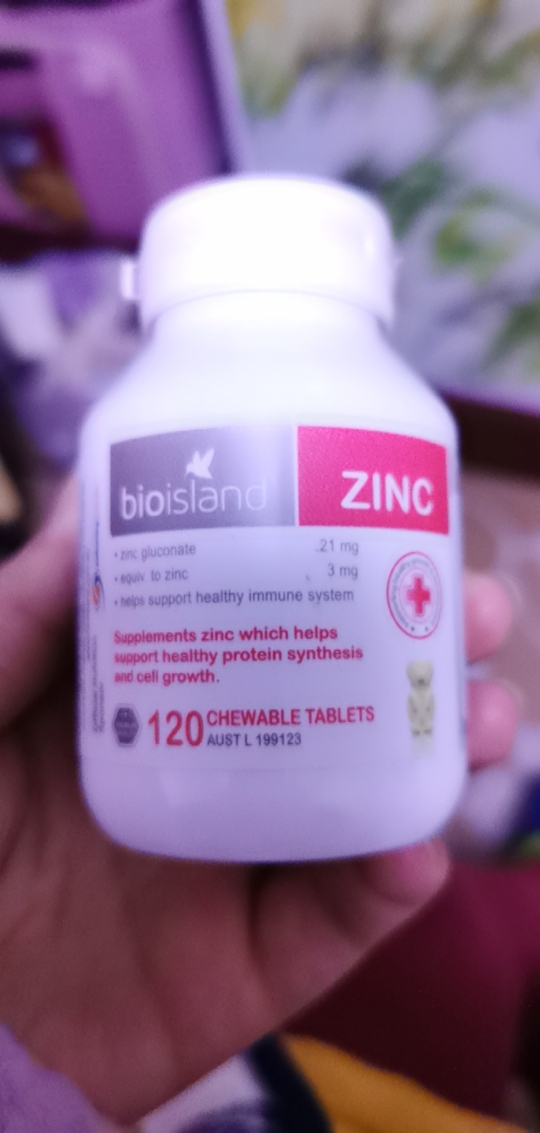 bioisland
ZINC
• zinc gluconate 21 mg
• equiv. to zinc 3 mg
• helps support healthy immune system
Supplements zinc which helps
support healthy protein synthesis
and cell growth.
120 CHEWABLE TABLETS
AUST L 199123